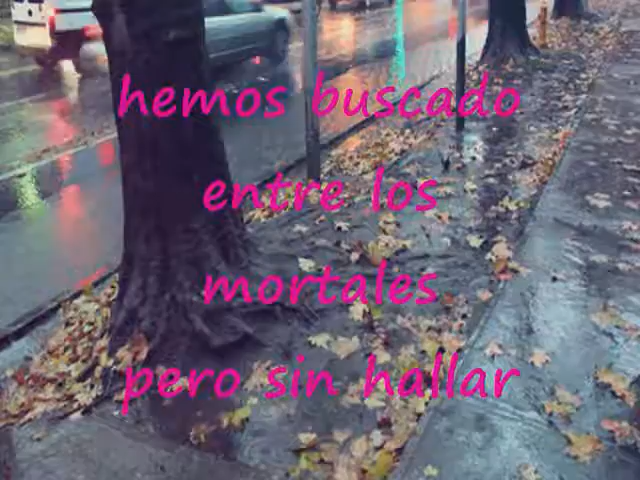 hemos buscado
entre los
mortales
pero sin hallar